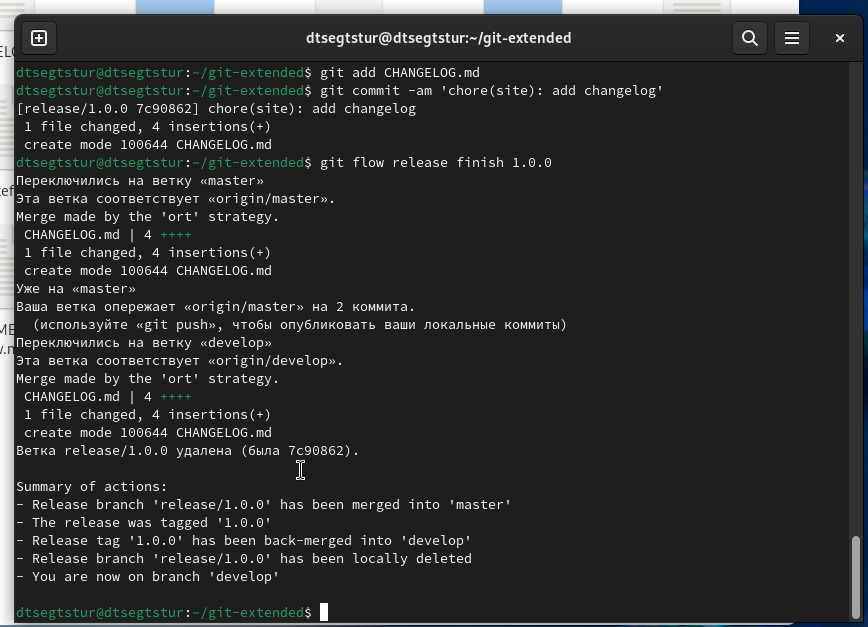 dtsegtstur@dtsegtstur:~/git-extended
dtsegtstur@dtsegtstur:~/git-extended$ git add CHANGELOG.md
dtsegtstur@dtsegtstur:~/git-extended$ git commit -am 'chore(site): add changelog'
[release/1.0.0 7c90862] chore(site): add changelog
 1 file changed, 4 insertions(+)
 create mode 100644 CHANGELOG.md
dtsegtstur@dtsegtstur:~/git-extended$ git flow release finish 1.0.0
Переключились на ветку «master»
Эта ветка соответствует «origin/master».
Merge made by the 'ort' strategy.
 CHANGELOG.md | 4 ++++
 1 file changed, 4 insertions(+)
 create mode 100644 CHANGELOG.md
Уже на «master»
Ваша ветка опережает «origin/master» на 2 коммита.
  (используйте «git push», чтобы опубликовать ваши локальные коммиты)
Переключились на ветку «develop»
Эта ветка соответствует «origin/develop».
Merge made by the 'ort' strategy.
 CHANGELOG.md | 4 ++++
 1 file changed, 4 insertions(+)
 create mode 100644 CHANGELOG.md
Ветка release/1.0.0 удалена (была 7c90862).

Summary of actions:
- Release branch 'release/1.0.0' has been merged into 'master'
- The release was tagged '1.0.0'
- Release tag '1.0.0' has been back-merged into 'develop'
- Release branch 'release/1.0.0' has been locally deleted
- You are now on branch 'develop'

dtsegtstur@dtsegtstur:~/git-extended$